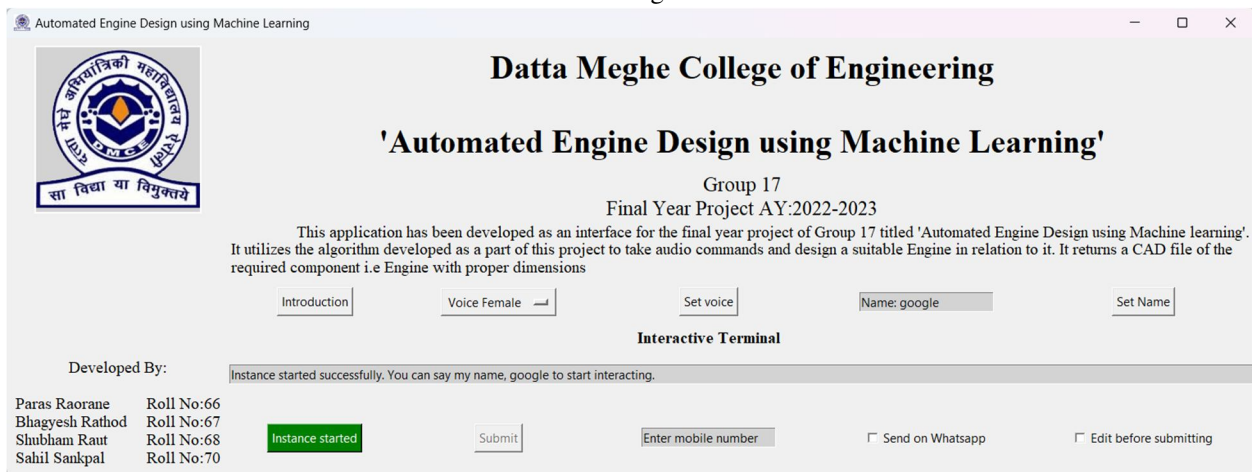 Automated Engine Design using Machine Learning
Datta Meghe College of Engineering
दत्ता मेघे अभियांत्रिकी महाविद्यालय ऐरोली
DMCE
सा विद्या या विमुक्तये
'Automated Engine Design using Machine Learning'
Group 17
Final Year Project AY:2022-2023
This application has been developed as an interface for the final year project of Group 17 titled 'Automated Engine Design using Machine learning'.
It utilizes the algorithm developed as a part of this project to take audio commands and design a suitable Engine in relation to it. It returns a CAD file of the
required component i.e Engine with proper dimensions
Introduction Voice Female Set voice Name: google Set Name
Interactive Terminal
Developed By:
Instance started successfully. You can say my name, google to start interacting.
Paras Raorane Roll No:66
Bhagyesh Rathod Roll No:67
Shubham Raut Roll No:68
Sahil Sankpal Roll No:70
Instance started Submit Enter mobile number Send on Whatsapp Edit before submitting